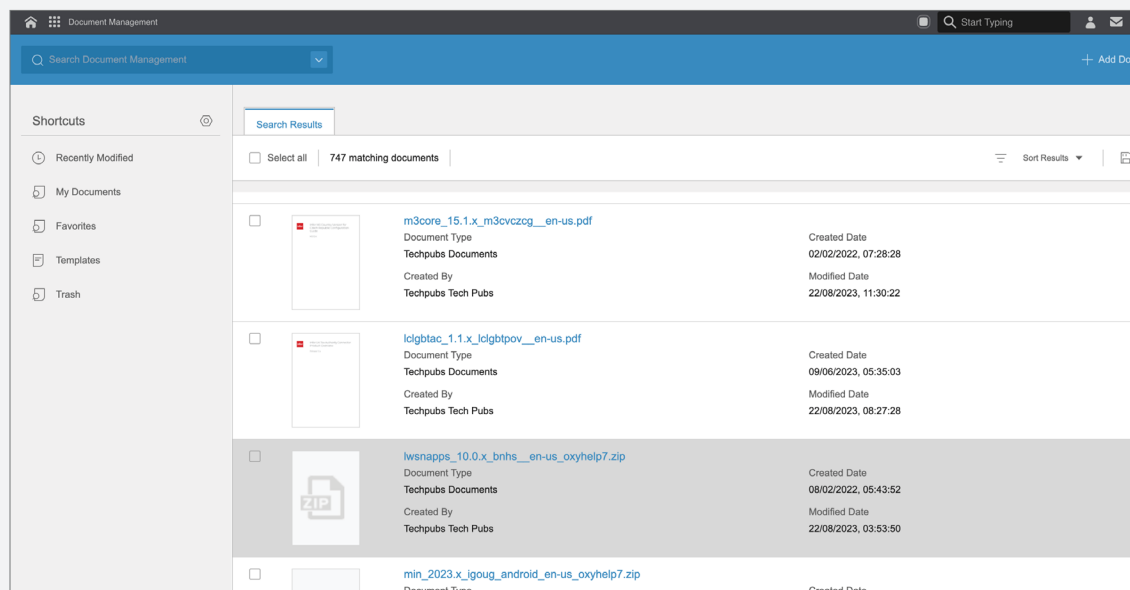 Document Management
Start Typing
Search Document Management
Add Do
Shortcuts
Recently Modified
My Documents
Favorites
Templates
Trash
Search Results
Select all
747 matching documents
Sort Results
m3core_15.1.x_m3cvczcg__en-us.pdf
Document Type
Techpubs Documents
Created By
Techpubs Tech Pubs
Created Date
02/02/2022, 07:28:28
Modified Date
22/08/2023, 11:30:22
lclgbtac_1.1.x_lclgbtpov__en-us.pdf
Document Type
Techpubs Documents
Created By
Techpubs Tech Pubs
Created Date
09/06/2023, 05:35:03
Modified Date
22/08/2023, 08:27:28
ZIP
lwsnapps_10.0.x_bnhs__en-us_oxyhelp7.zip
Document Type
Techpubs Documents
Created By
Techpubs Tech Pubs
Created Date
08/02/2022, 05:43:52
Modified Date
22/08/2023, 03:53:50
min_2023.x_igoug_android_en-us_oxyhelp7.zip
Document Type
Created Date